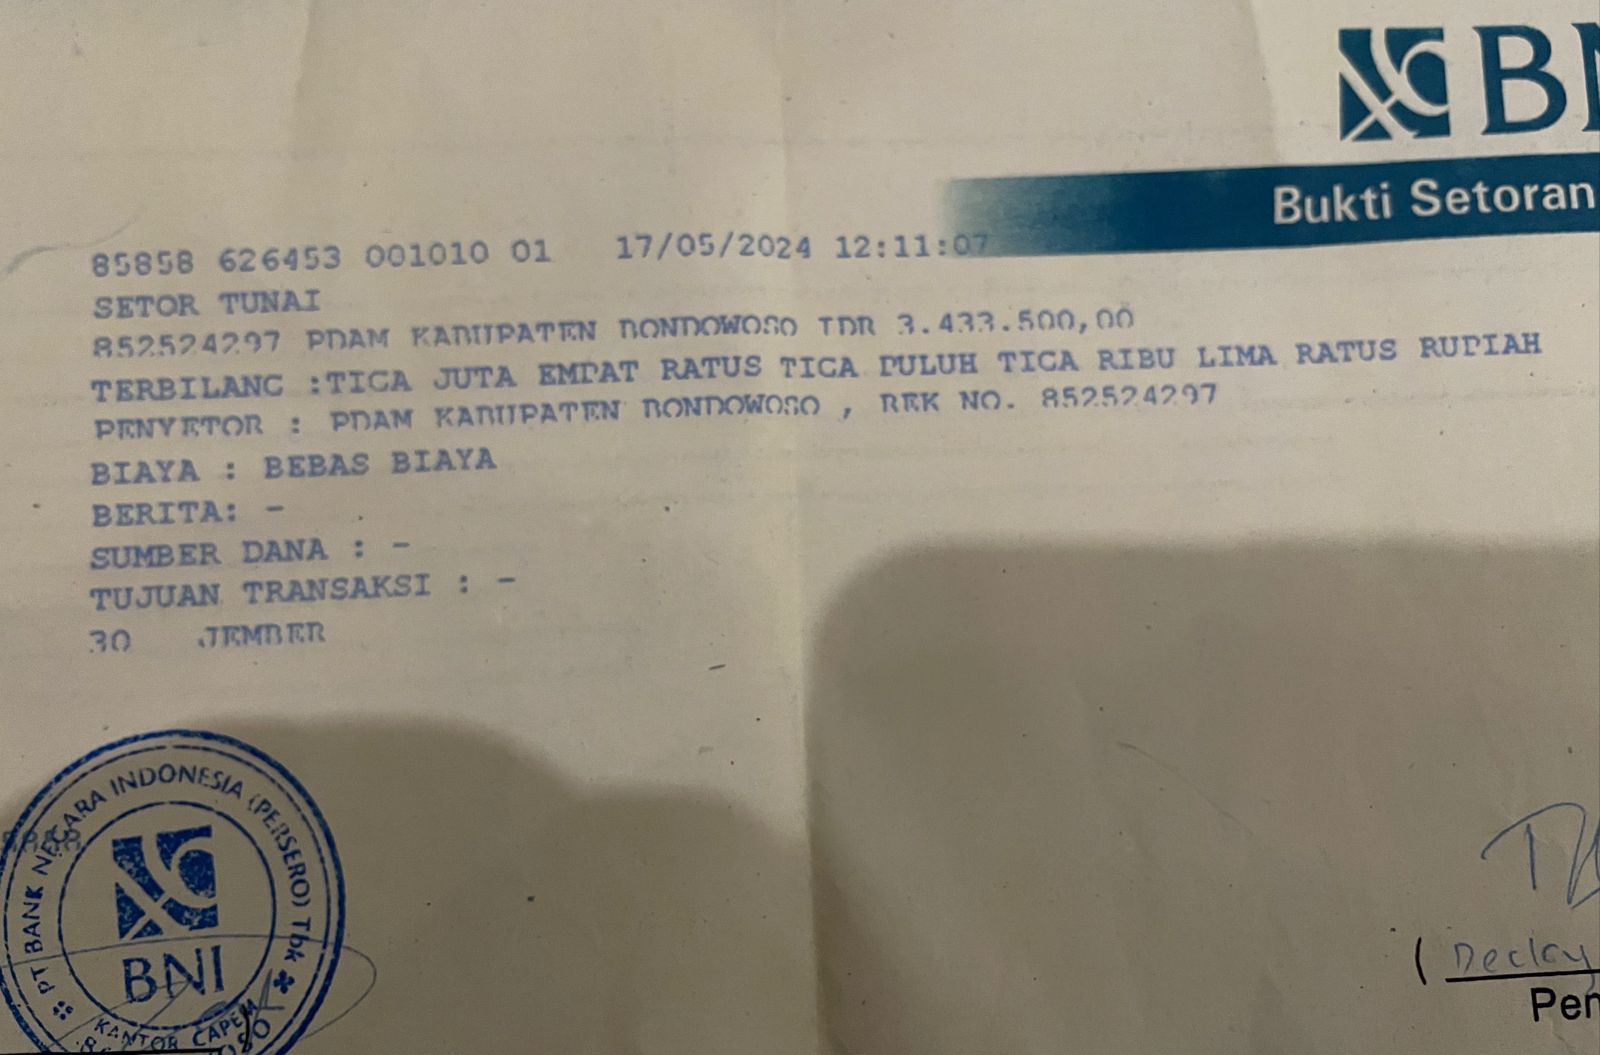 BN
Bukti Setoran
85858 626453 001010 01 17/05/2024 12:11:07
SETOR TUNAI
852524297 PDAM KABUPATEN BONDOWOSO IDR 3.433.500,00
TERBILANG :TIGA JUTA EMPAT RATUS TIGA PULUH TIGA RIBU LIMA RATUS RUPIAH
PENYETOR : PDAM KABUPATEN BONDOWOSO , REK NO. 852524297
BIAYA : BEBAS BIAYA
BERITA: -
SUMBER DANA : -
TUJUAN TRANSAKSI : -
30 JEMBER
PT BANK NEGARA INDONESIA (PERSERO) Tbk
BNI
KANTOR CAPEM
( Decky
Pen